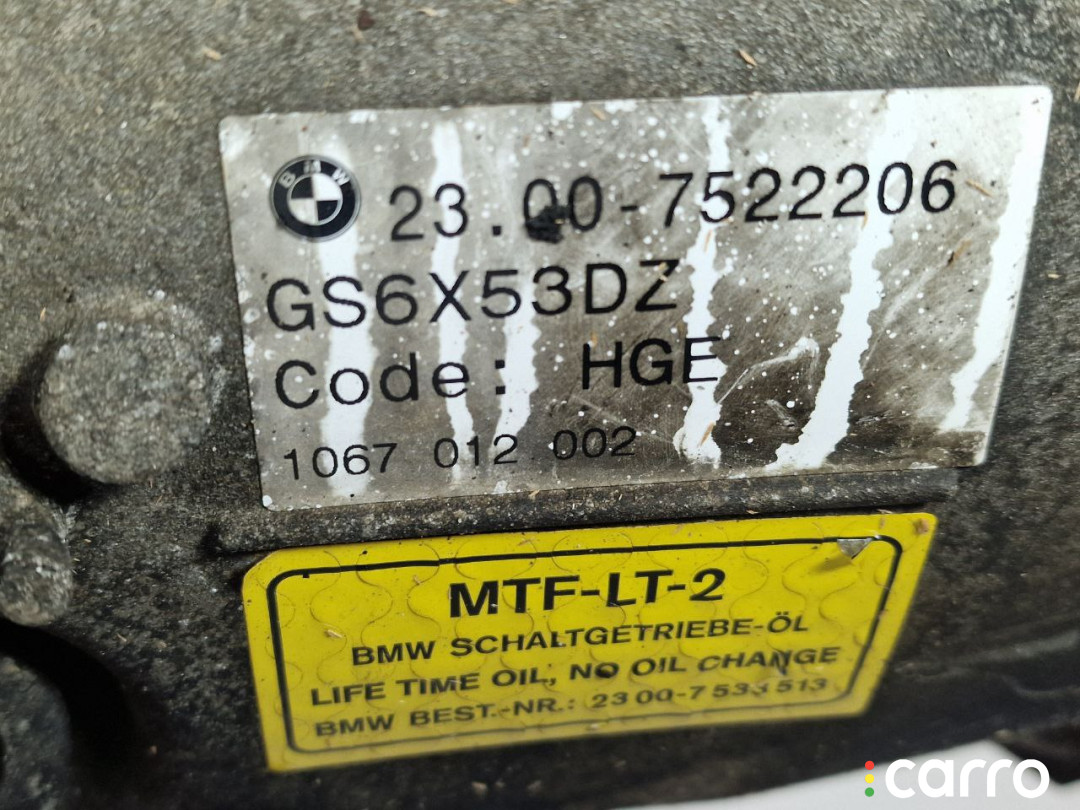 BMW 23.00-7522206
GS6X53DZ
Code: HGE
1067 012 002
MTF-LT-2
BMW SCHALTGETRIEBE-ÖL
LIFE TIME OIL, NO OIL CHANGE
BMW BEST.-NR.: 23 00-7 533 513
carro